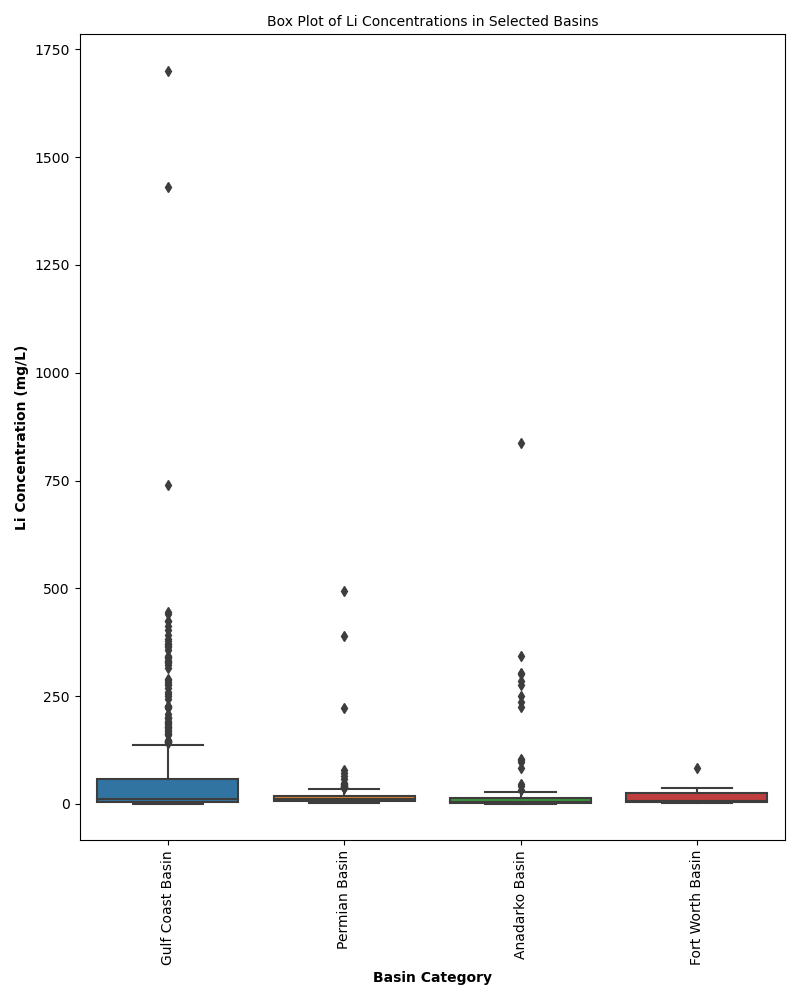 Box Plot of Li Concentrations in Selected Basins
1750
1500
1250
1000
750
500
250
0
Li Concentration (mg/L)
Gulf Coast Basin
Permian Basin
Anadarko Basin
Fort Worth Basin
Basin Category